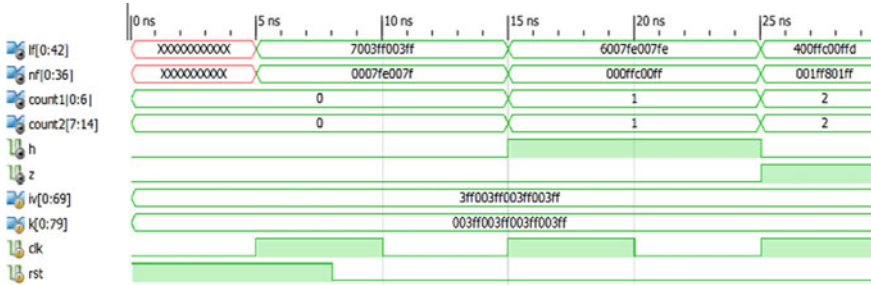 0 ns 5 ns 10 ns 15 ns 20 ns 25 ns
lf[0:42] XXXXXXXXXXX 7003ff003ff 6007fe007fe 400ffc00ffd
nf[0:36] XXXXXXXXXX 0007fe007f 000ffc00ff 001ff801ff
count1[0:6] 0 1 2
count2[7:14] 0 1 2
h
z
iv[0:69] 3ff003ff003ff003ff
k[0:79] 003ff003ff003ff003ff
clk
rst